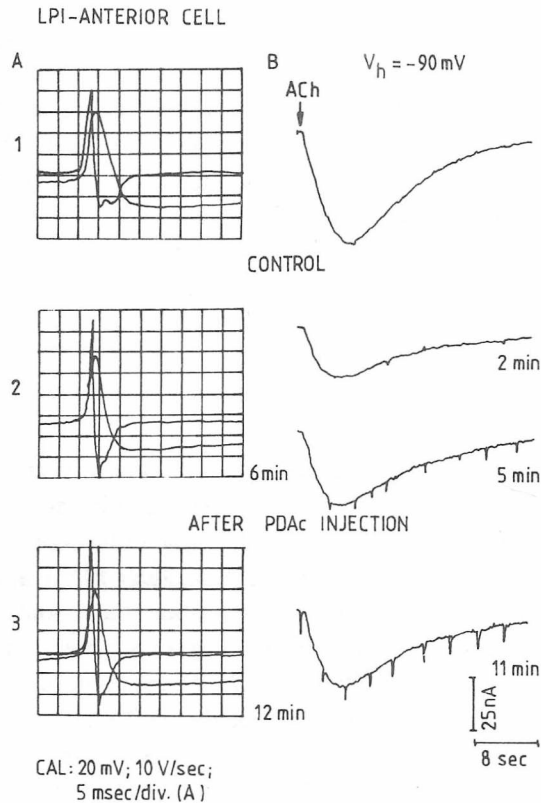 LPI-ANTERIOR CELL
A
B
Vh = -90 mV
ACh
1
CONTROL
2
2 min
6 min
5 min
AFTER PDAc INJECTION
3
11 min
12 min
25 nA
8 sec
CAL: 20 mV; 10 V/sec;
5 msec/div. (A)